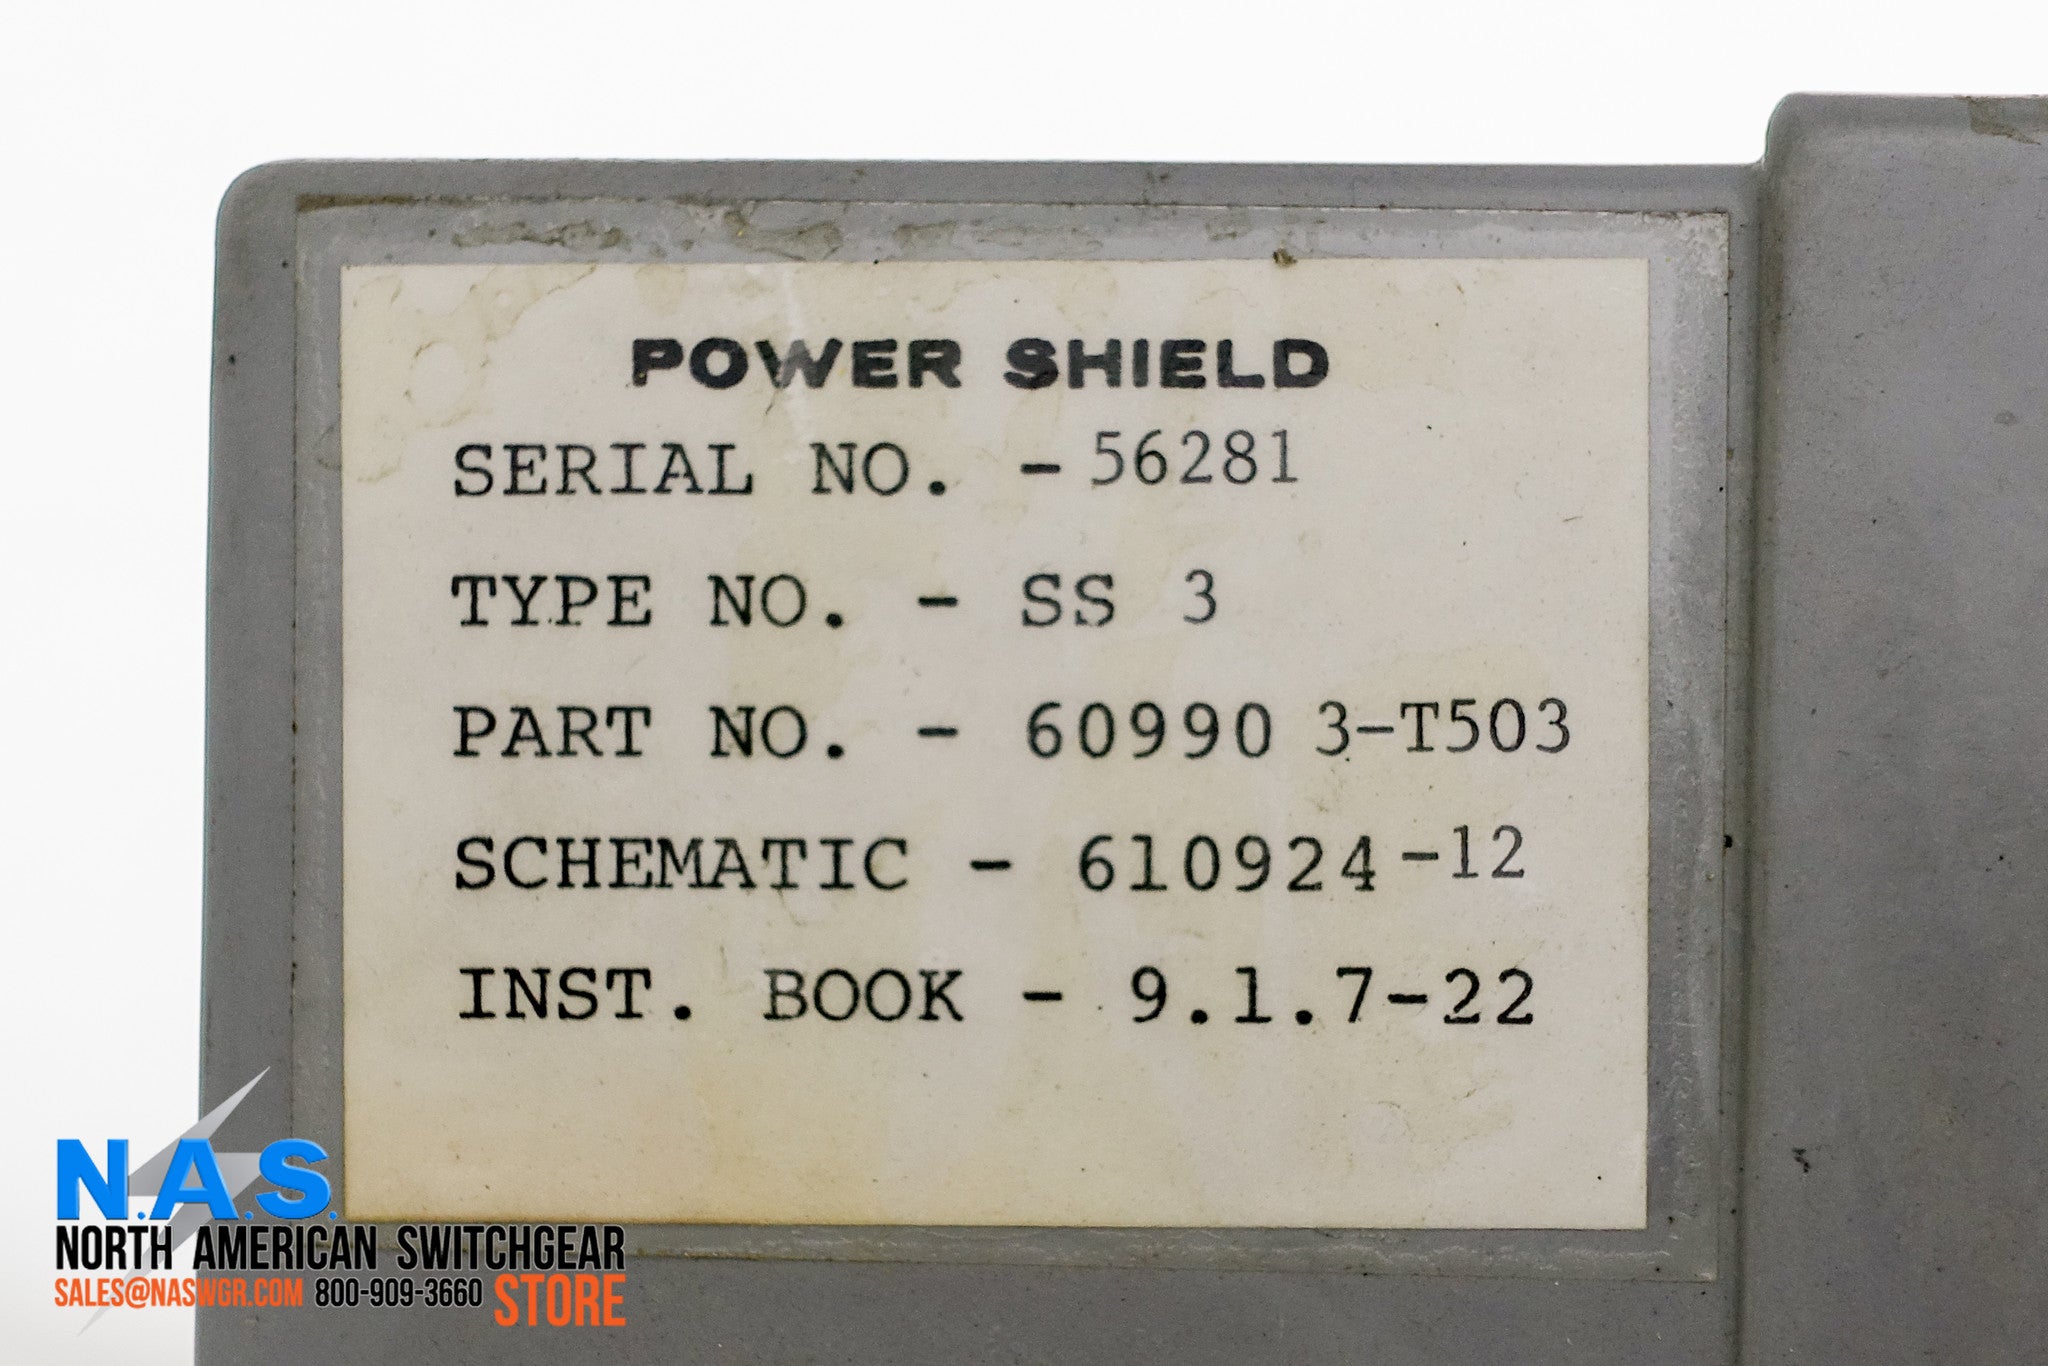 POWER SHIELD
SERIAL NO. - 56281
TYPE NO. - SS 3
PART NO. - 60990 3-T503
SCHEMATIC - 610924-12
INST. BOOK - 9.1.7-22
N.A.S.
NORTH AMERICAN SWITCHGEAR
SALES@NASWGR.COM 800-909-3660 STORE